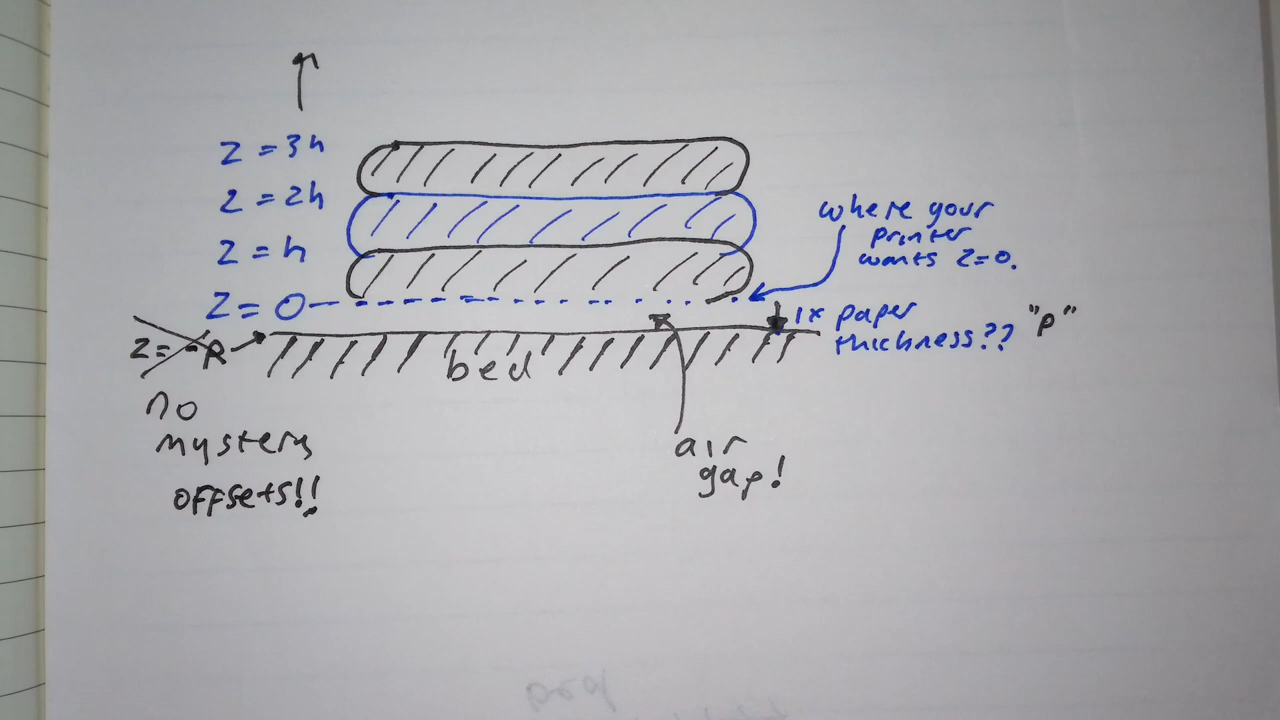 Z = 3h
Z = 2h
Z = h
Z = 0
where your
printer
wants Z=0.
1x paper
thickness??
"p"
Z = -p
bed
no
mystery
offsets!!
air
gap!